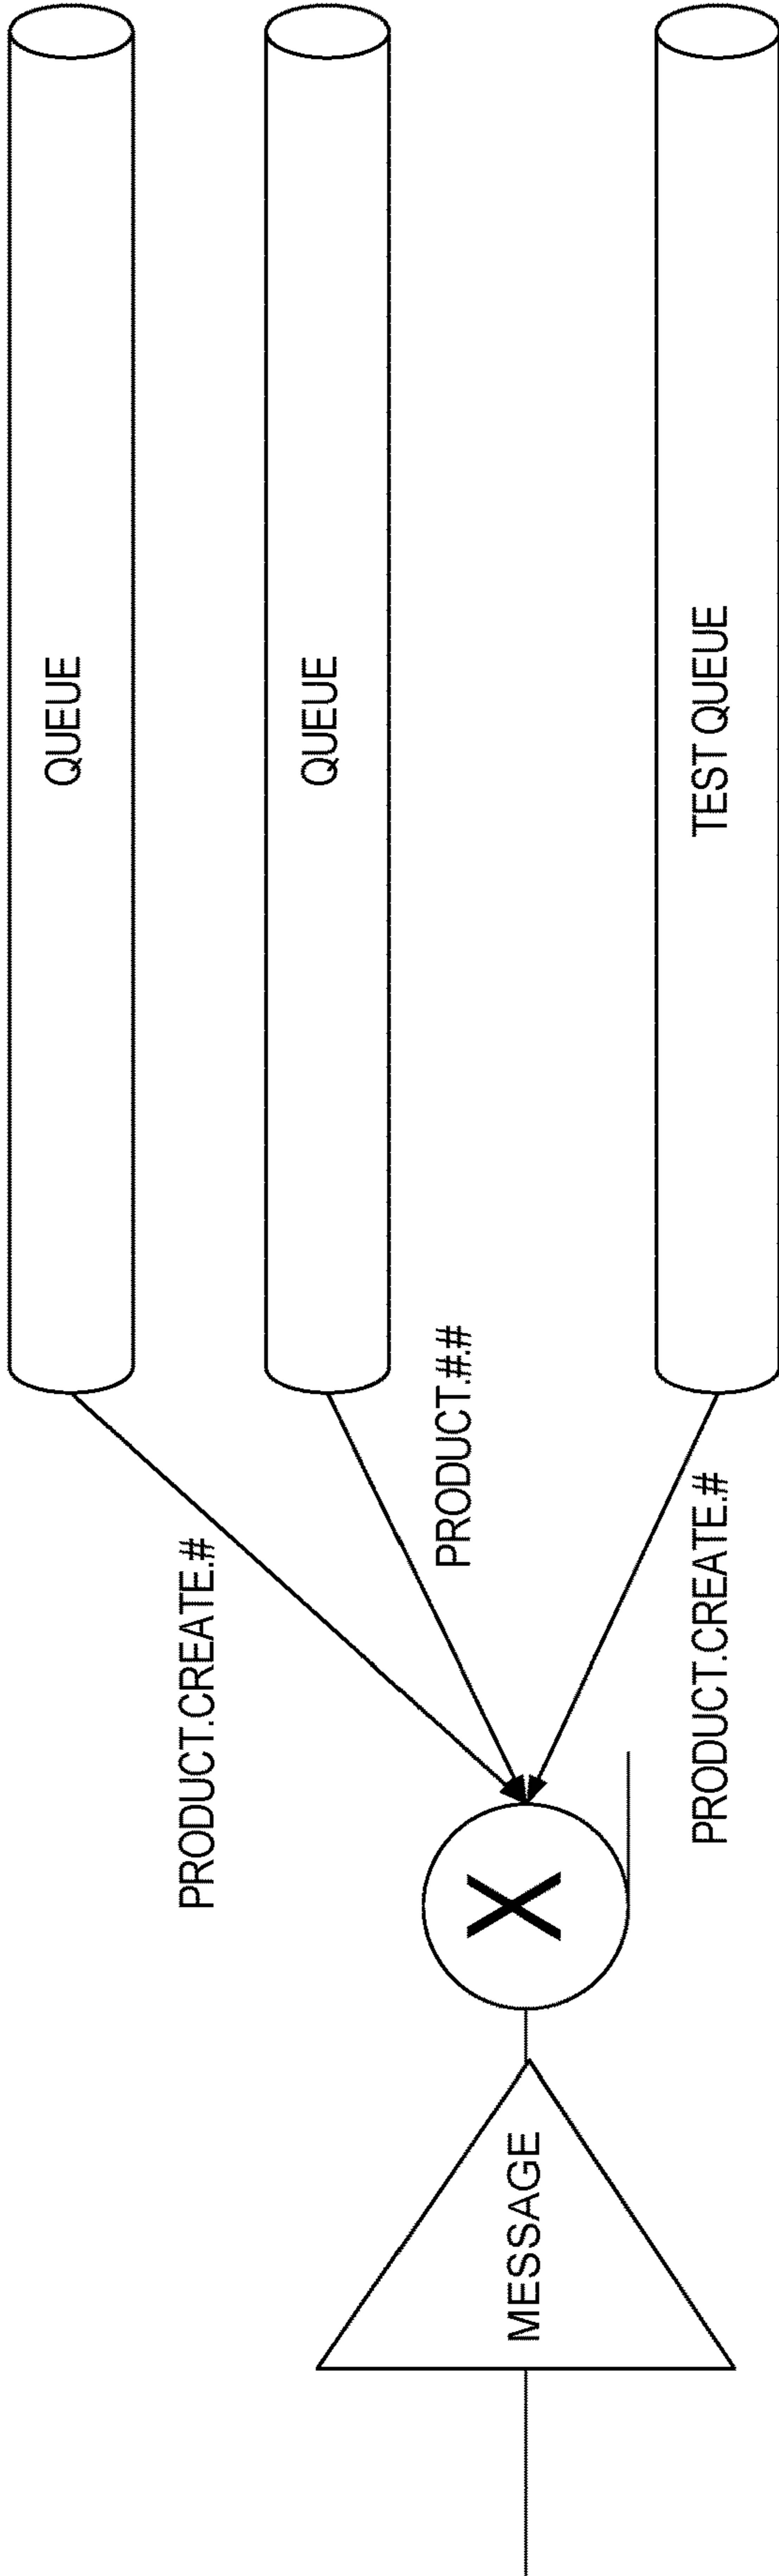 QUEUE
PRODUCT.CREATE.#
QUEUE
PRODUCT.#.#
MESSAGE
X
TEST QUEUE
PRODUCT.CREATE.#